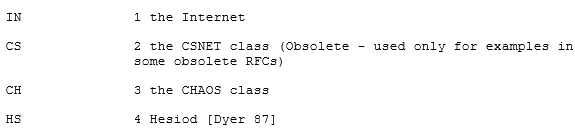 IN 1 the Internet
CS 2 the CSNET class (Obsolete - used only for examples in
some obsolete RFCs)
CH 3 the CHAOS class
HS 4 Hesiod [Dyer 87]